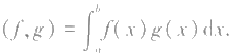 (f,g) = ∫_a^b f(x)g(x)dx.